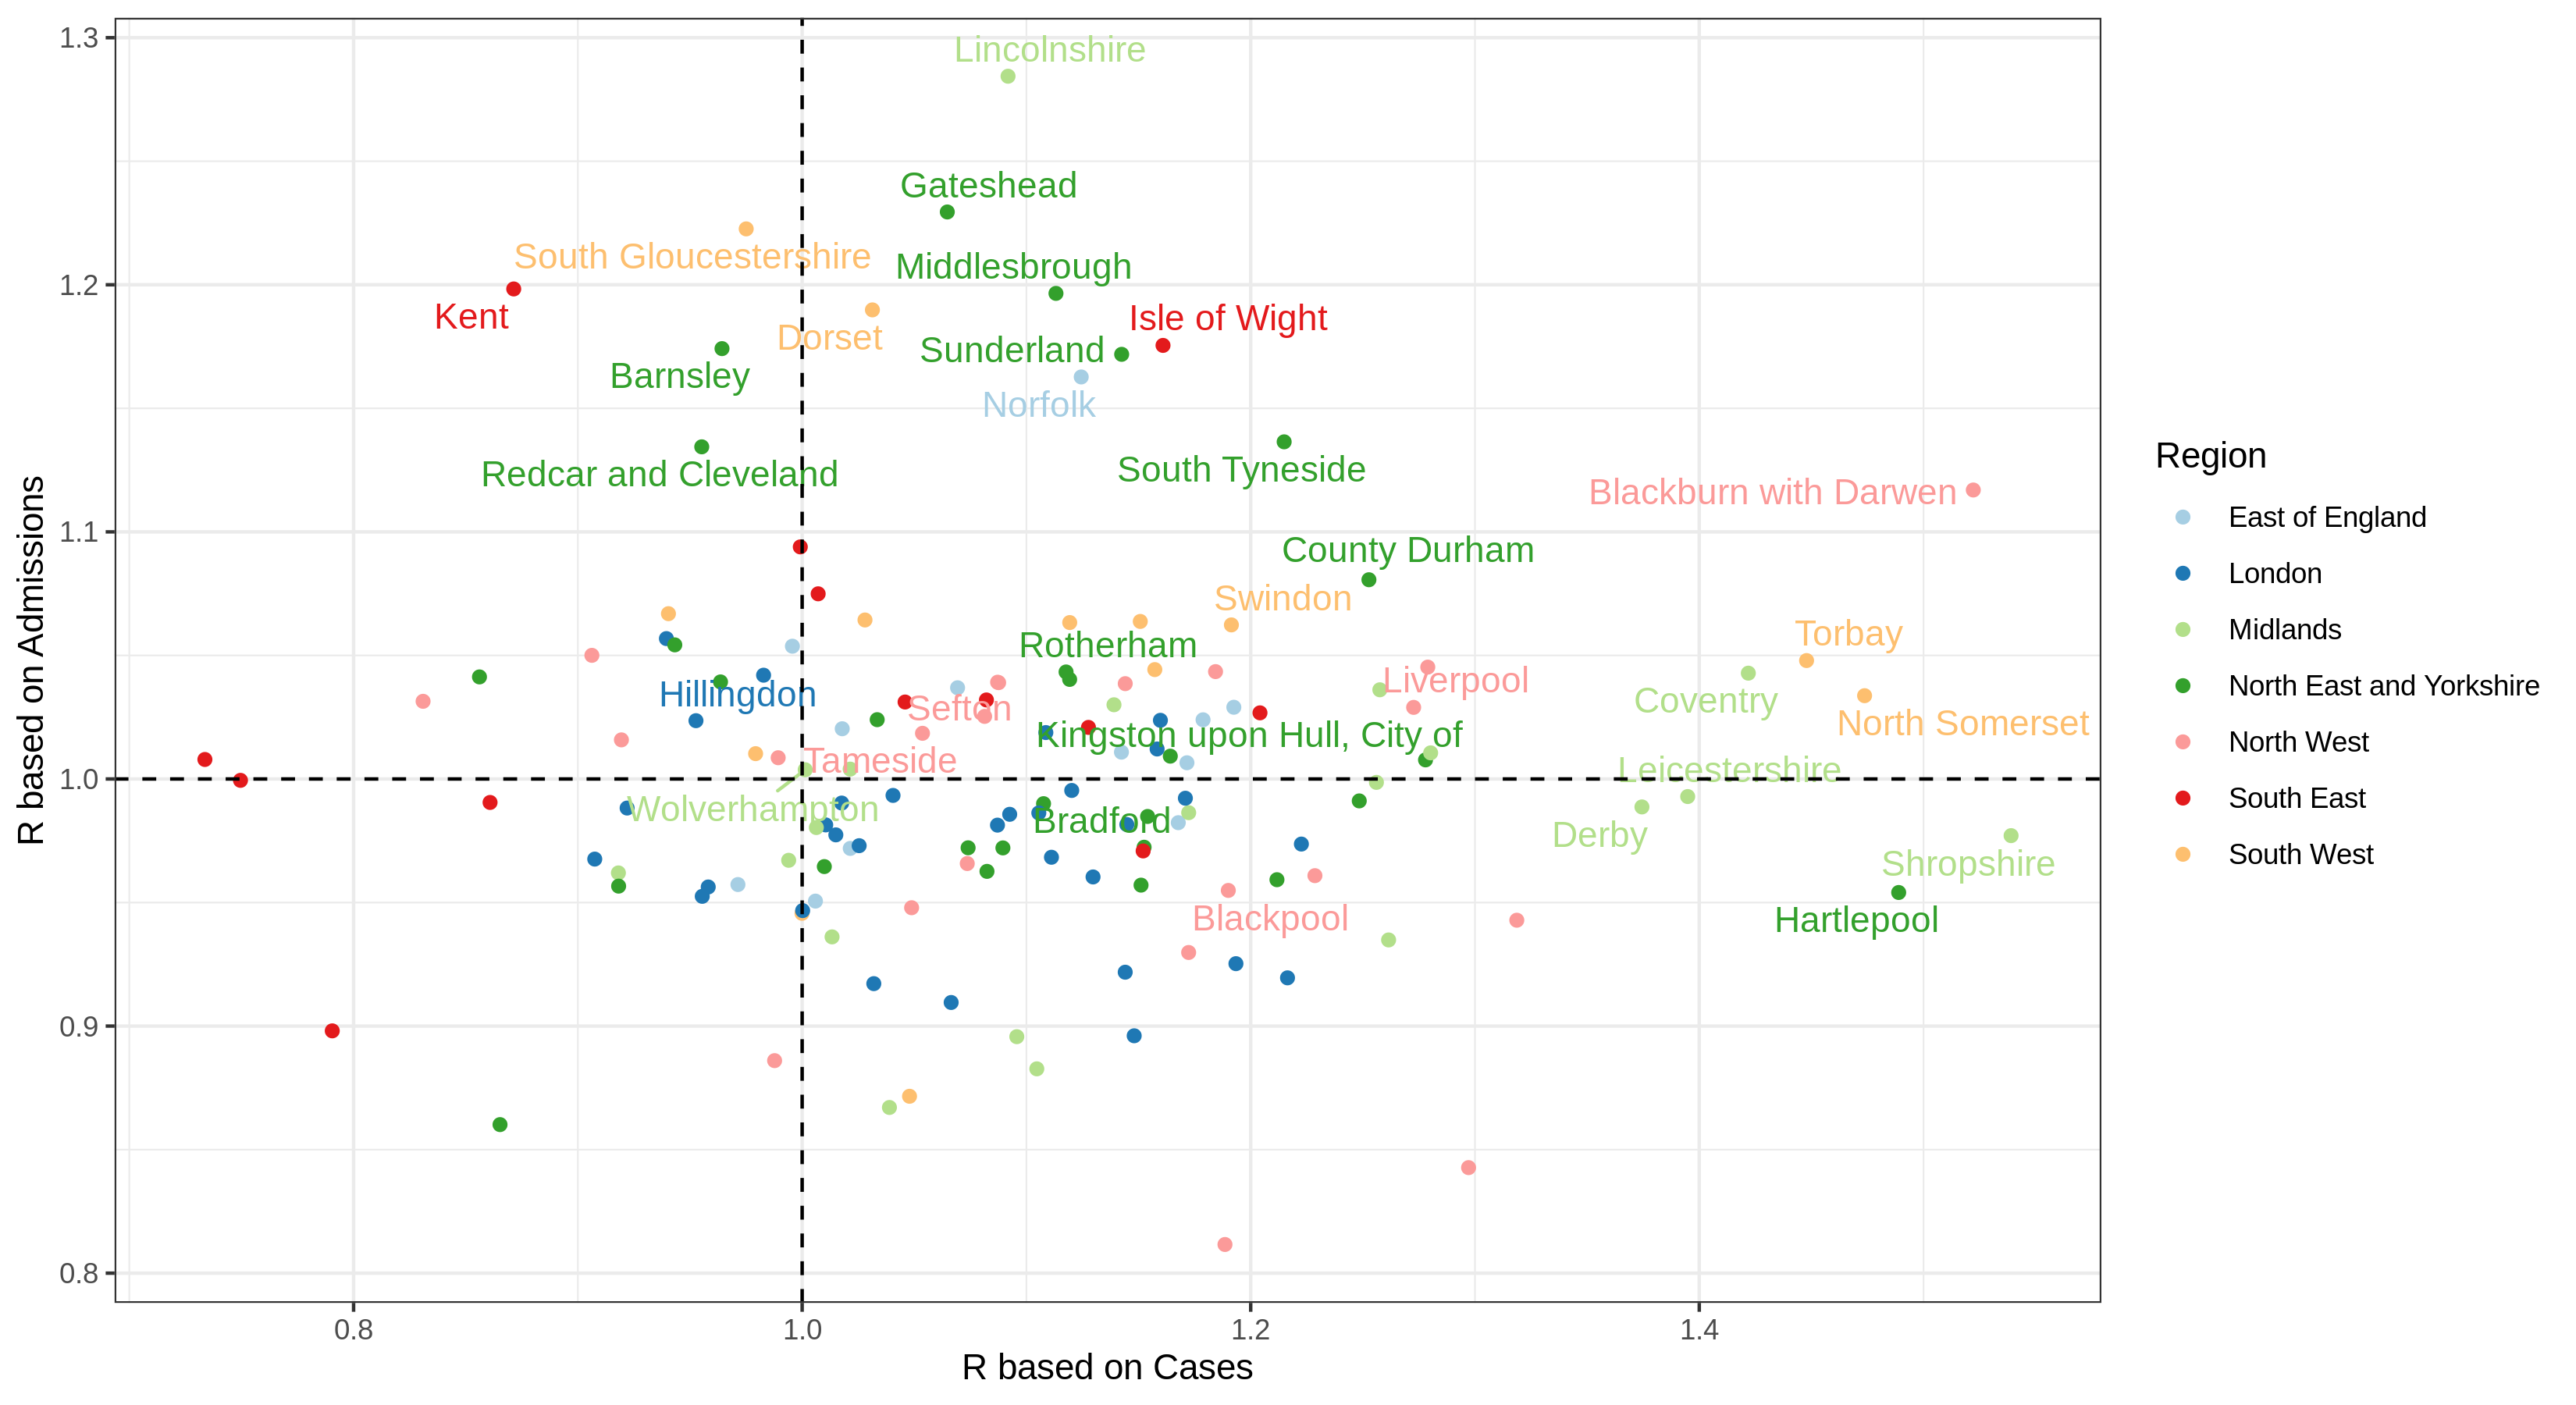 1.3
1.2
1.1
1.0
0.9
0.8
R based on Admissions
Lincolnshire
Gateshead
South Gloucestershire
Middlesbrough
Kent
Isle of Wight
Dorset
Sunderland
Barnsley
Norfolk
South Tyneside
Redcar and Cleveland
Blackburn with Darwen
County Durham
Swindon
Torbay
Rotherham
Liverpool
Hillingdon
Coventry
Sefton
North Somerset
Kingston upon Hull, City of
Tameside
Leicestershire
Wolverhampton
Bradford
Derby
Shropshire
Blackpool
Hartlepool
0.8
1.0
1.2
1.4
R based on Cases
Region
East of England
London
Midlands
North East and Yorkshire
North West
South East
South West